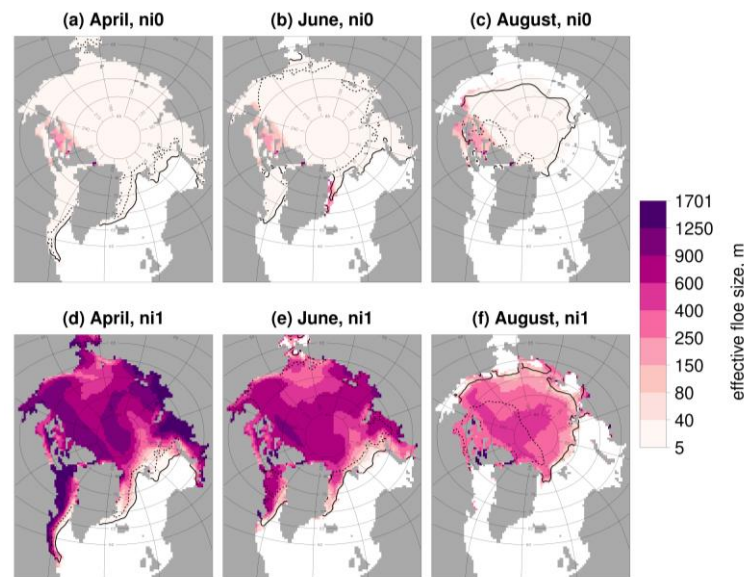 (a) April, ni0
(b) June, ni0
(c) August, ni0
(d) April, ni1
(e) June, ni1
(f) August, ni1
1701
1250
900
600
400
250
150
80
40
5
effective floe size, m